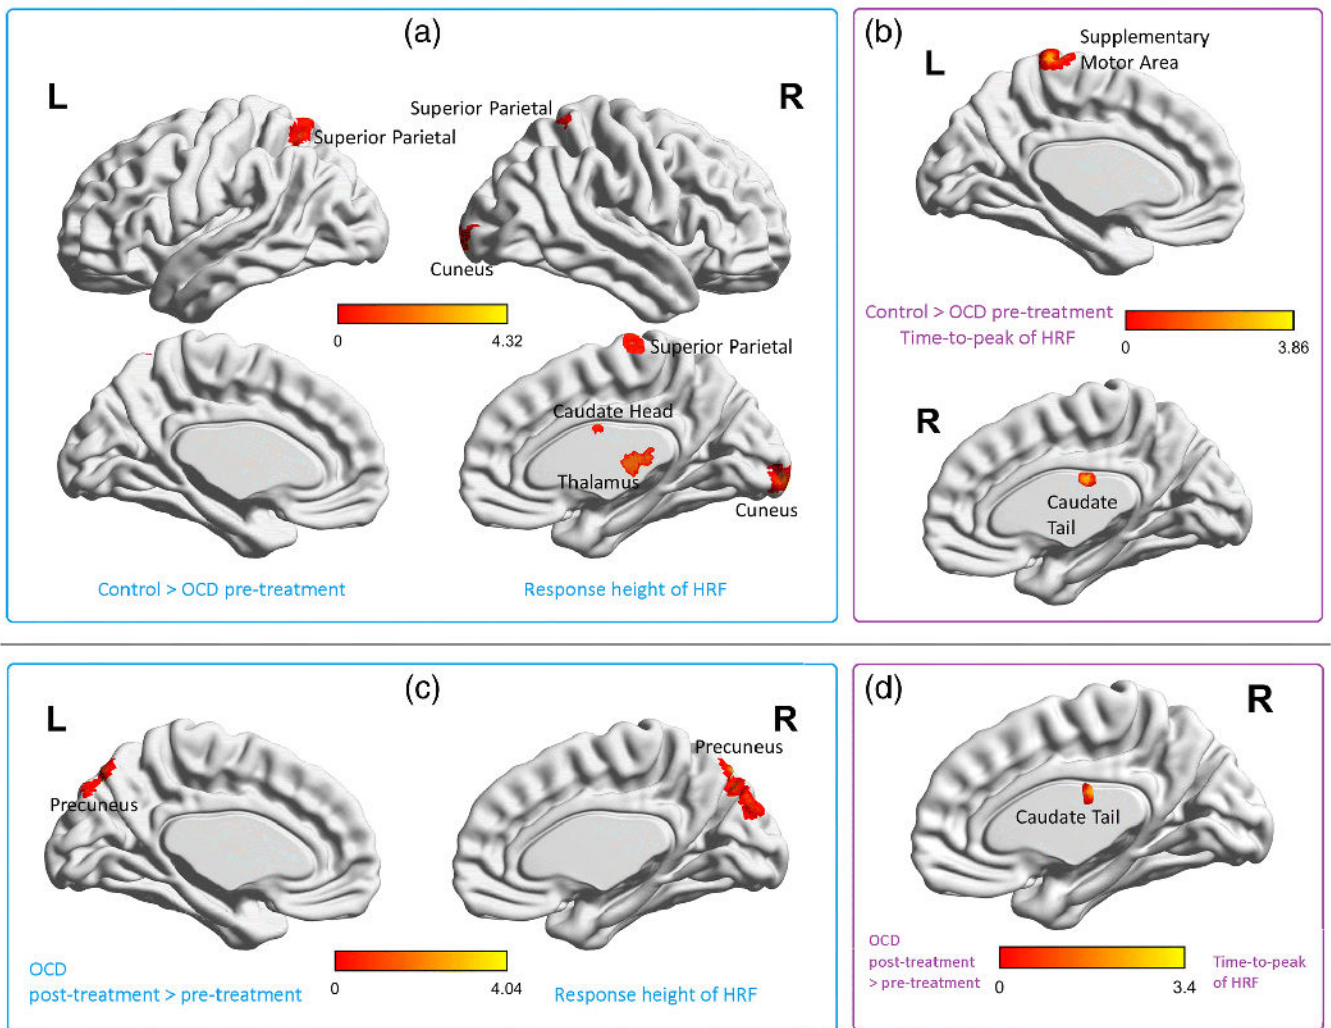 (a)
L
R
Superior Parietal
Superior Parietal
Cuneus
0
4.32
Superior Parietal
Caudate Head
Thalamus
Cuneus
Control > OCD pre-treatment
Response height of HRF
(b)
L
Supplementary
Motor Area
Control > OCD pre-treatment
Time-to-peak of HRF
0
3.86
R
Caudate
Tail
(c)
L
R
Precuneus
Precuneus
OCD
post-treatment > pre-treatment
0
4.04
Response height of HRF
(d)
R
Caudate Tail
OCD
post-treatment
> pre-treatment
0
3.4
Time-to-peak
of HRF